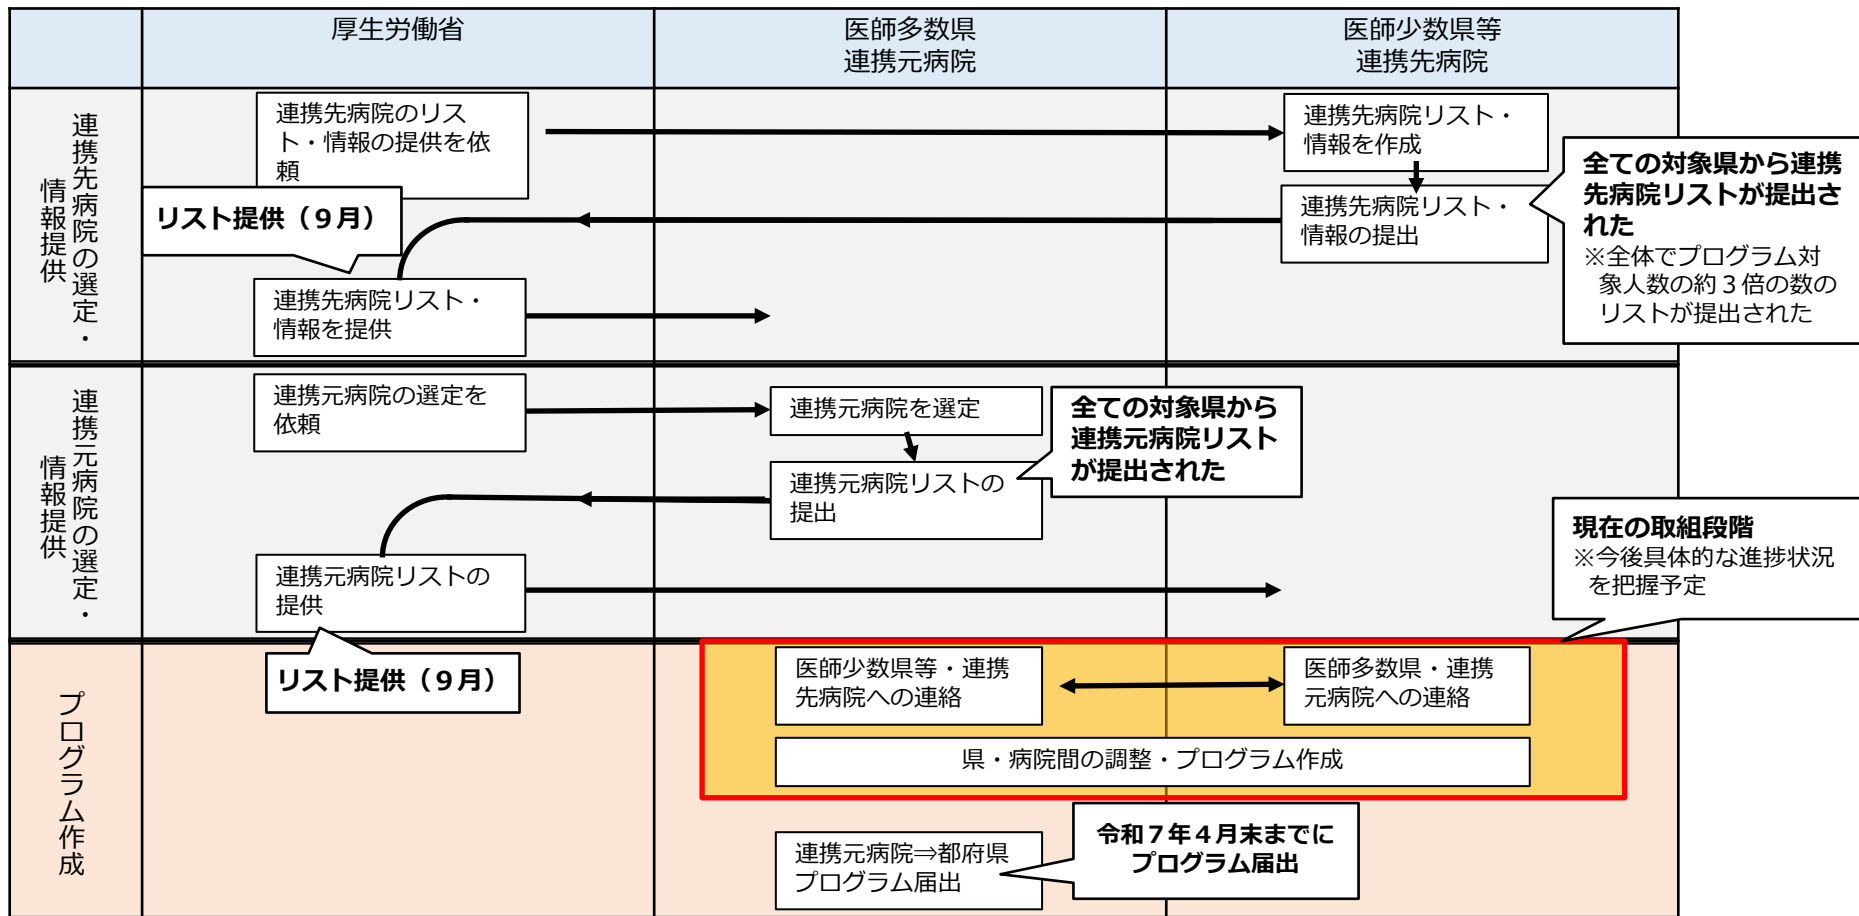 厚生労働省
医師多数県
連携元病院
医師少数県等
連携先病院
連携先病院の選定・
情報提供
連携先病院のリス
ト・情報の提供を依
頼
連携先病院リスト・
情報を作成
全ての対象県から連携
先病院リストが提出さ
れた
※全体でプログラム対
象人数の約３倍の数の
リストが提出された
リスト提供（９月）
連携先病院リスト・
情報の提出
連携先病院リスト・
情報を提供
連携元病院の選定・
情報提供
連携元病院の選定を
依頼
連携元病院を選定
全ての対象県から
連携元病院リスト
が提出された
連携元病院リストの
提出
連携元病院リストの
提供
リスト提供（９月）
現在の取組段階
※今後具体的な進捗状況
を把握予定
プログラム作成
医師少数県等・連携
先病院への連絡
医師多数県・連携
元病院への連絡
県・病院間の調整・プログラム作成
連携元病院⇒都府県
プログラム届出
令和７年４月末までに
プログラム届出